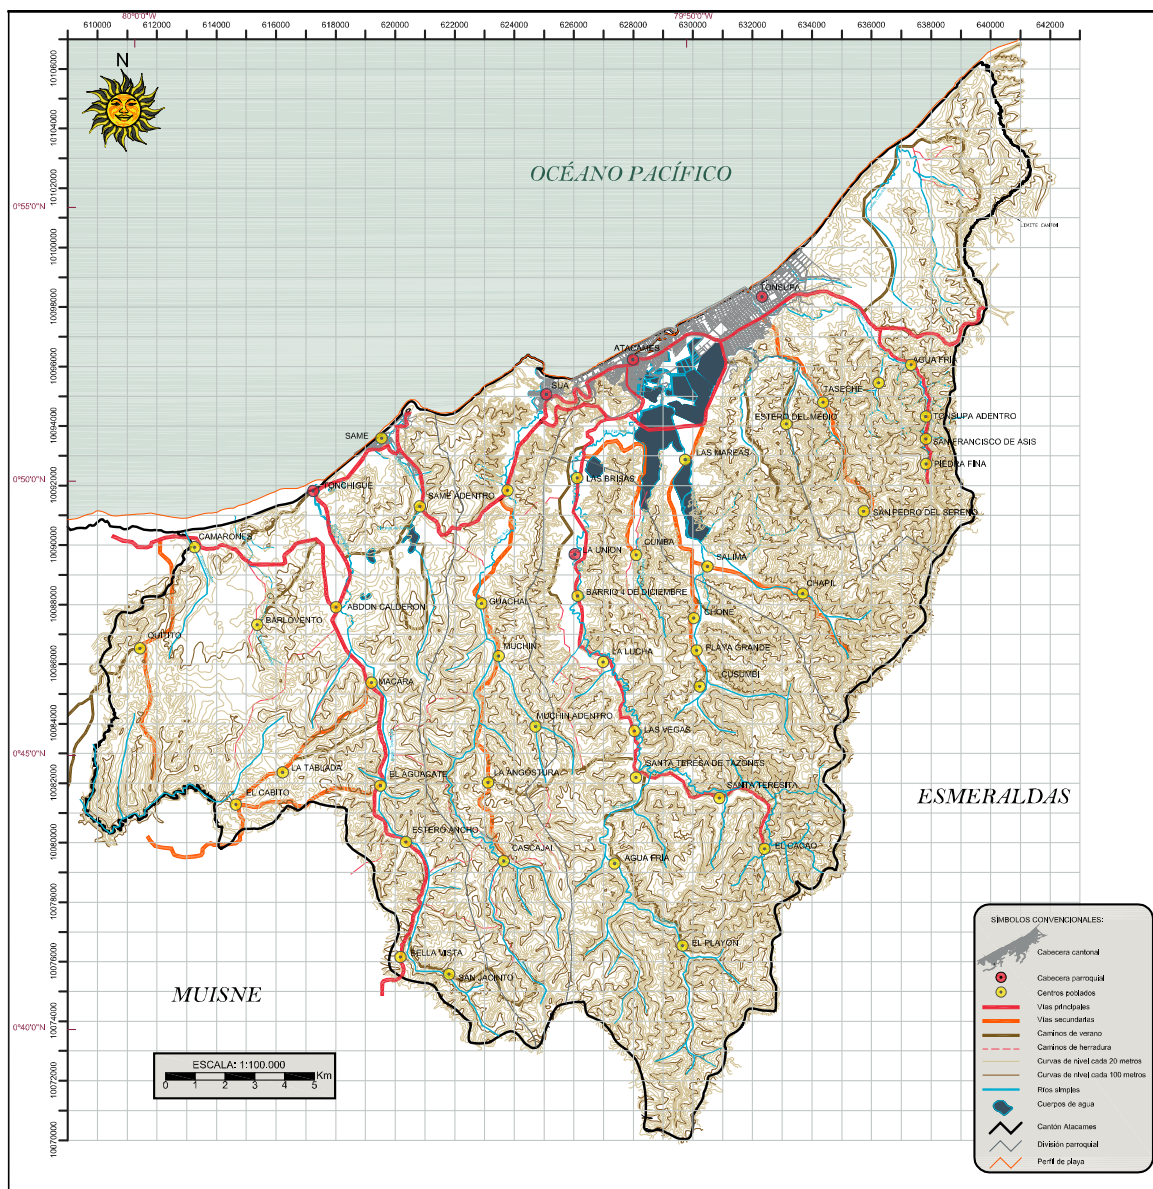 80°0'0"W
79°50'0"W
610000
612000
614000
616000
618000
620000
622000
624000
626000
628000
630000
632000
634000
636000
638000
640000
642000
N
10106000
10104000
10102000
10100000
10098000
10096000
10094000
10092000
10090000
10088000
10086000
10084000
10082000
10080000
10078000
10076000
10074000
10072000
10070000
0°55'0"N
0°50'0"N
0°45'0"N
0°40'0"N
OCÉANO PACÍFICO
LIMITE CANTON
TONSUPA
ATACAMES
AGUA FRIA
SUA
TASECHE
ESTERO DEL MEDIO
TONSUPA ADENTRO
SAME
SAN FRANCISCO DE ASIS
LAS MAREAS
PIEDRA FINA
TONCHIGUE
LAS BRISAS
SAME ADENTRO
SAN PEDRO DEL SERENO
CAMARONES
CUMBA
LA UNION
SALIMA
CHAPIL
BARRIO 4 DE DICIEMBRE
GUACHAL
ABDON CALDERON
CHONE
BARLOVENTO
QUITITO
MUCHIN
PLAYA GRANDE
LA LUCHA
MACARA
CUSUMBI
MUCHIN ADENTRO
LAS VEGAS
LA TABLADA
EL AGUACATE
LA ANGOSTURA
SANTA TERESA DE TAZONES
SANTA TERESITA
ESMERALDAS
EL CABITO
ESTERO ANCHO
CASCAJAL
AGUA FRIA
EL CACAO
EL PLAYON
BELLA VISTA
SAN JACINTO
MUISNE
ESCALA: 1:100.000
0 1 2 3 4 5 Km
SÍMBOLOS CONVENCIONALES:
Cabecera cantonal
Cabecera parroquial
Centros poblados
Vías principales
Vías secundarias
Caminos de verano
Caminos de herradura
Curvas de nivel cada 20 metros
Curvas de nivel cada 100 metros
Ríos simples
Cuerpos de agua
Cantón Atacames
División parroquial
Perfil de playa